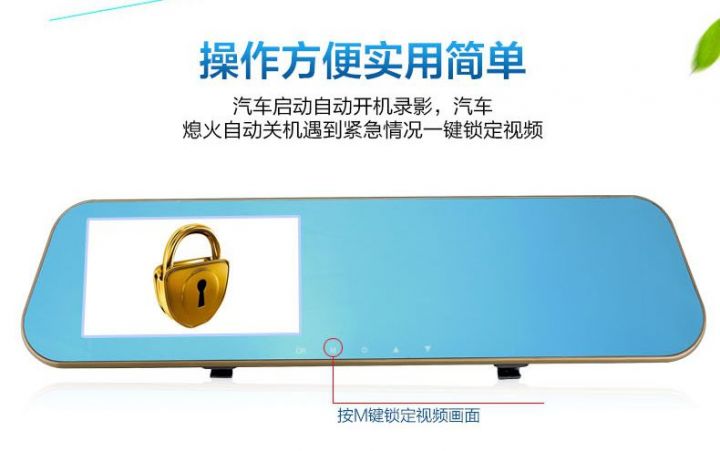 操作方便实用简单
汽车启动自动开机录影，汽车
熄火自动关机遇到紧急情况一键锁定视频
OK M
按M键锁定视频画面